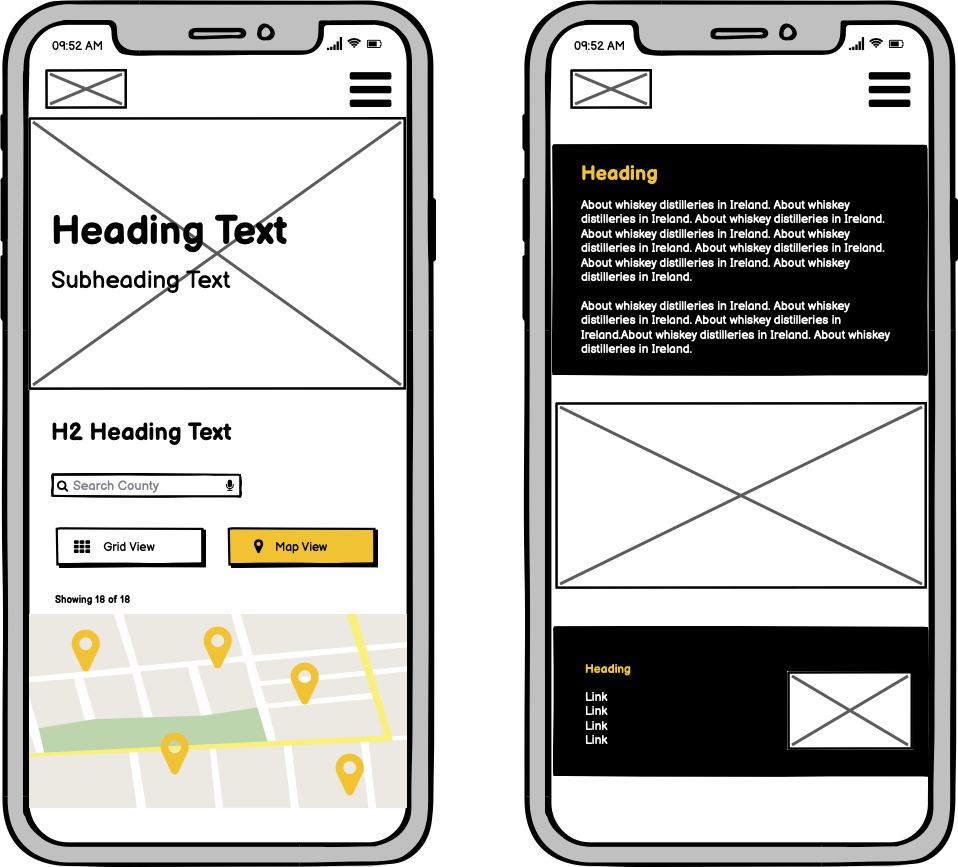 09:52 AM
Heading Text
Subheading Text
H2 Heading Text
Search County
Grid View
Map View
Showing 18 of 18
09:52 AM
Heading
About whiskey distilleries in Ireland. About whiskey
distilleries in Ireland. About whiskey distilleries in Ireland.
About whiskey distilleries in Ireland. About whiskey
distilleries in Ireland. About whiskey distilleries in Ireland.
About whiskey distilleries in Ireland. About whiskey
distilleries in Ireland.
About whiskey distilleries in Ireland. About whiskey
distilleries in Ireland. About whiskey distilleries in
Ireland.About whiskey distilleries in Ireland. About whiskey
distilleries in Ireland.
Heading
Link
Link
Link
Link